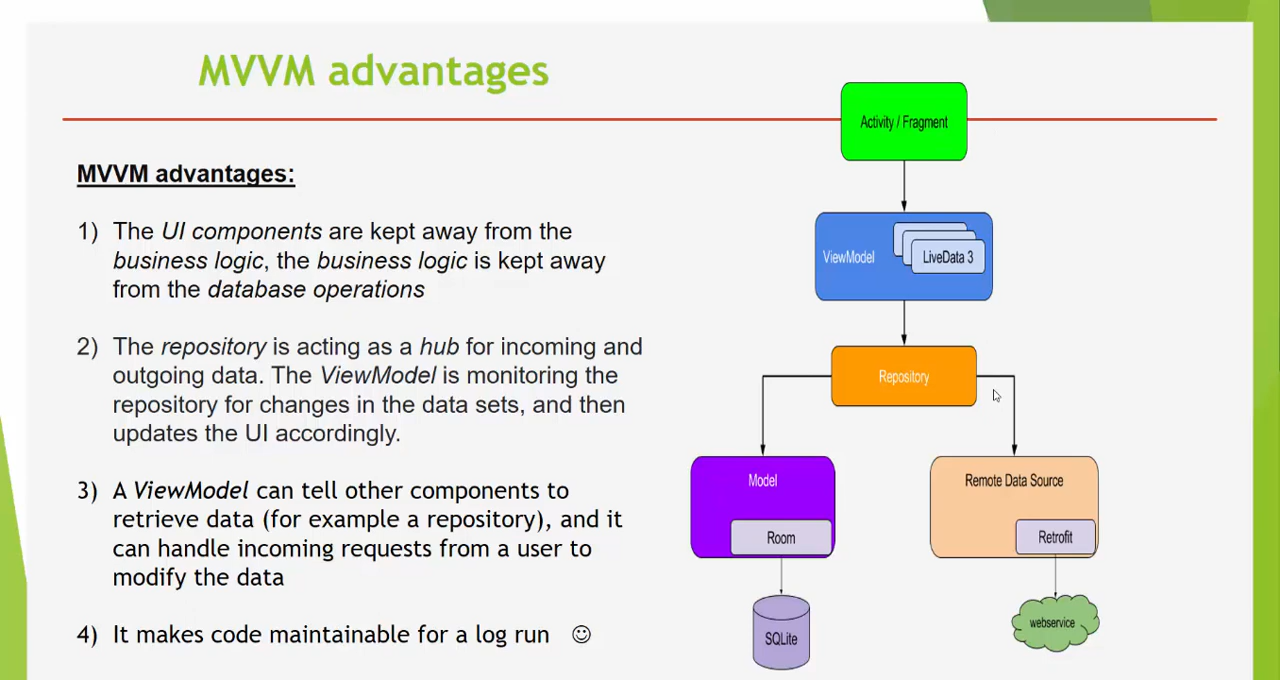 MVVM advantages
MVVM advantages:
1) The UI components are kept away from the
business logic, the business logic is kept away
from the database operations
2) The repository is acting as a hub for incoming and
outgoing data. The ViewModel is monitoring the
repository for changes in the data sets, and then
updates the UI accordingly.
3) A ViewModel can tell other components to
retrieve data (for example a repository), and it
can handle incoming requests from a user to
modify the data
4) It makes code maintainable for a log run ☺
Activity / Fragment
ViewModel
LiveData 3
Repository
Model
Room
Remote Data Source
Retrofit
SQLite
webservice